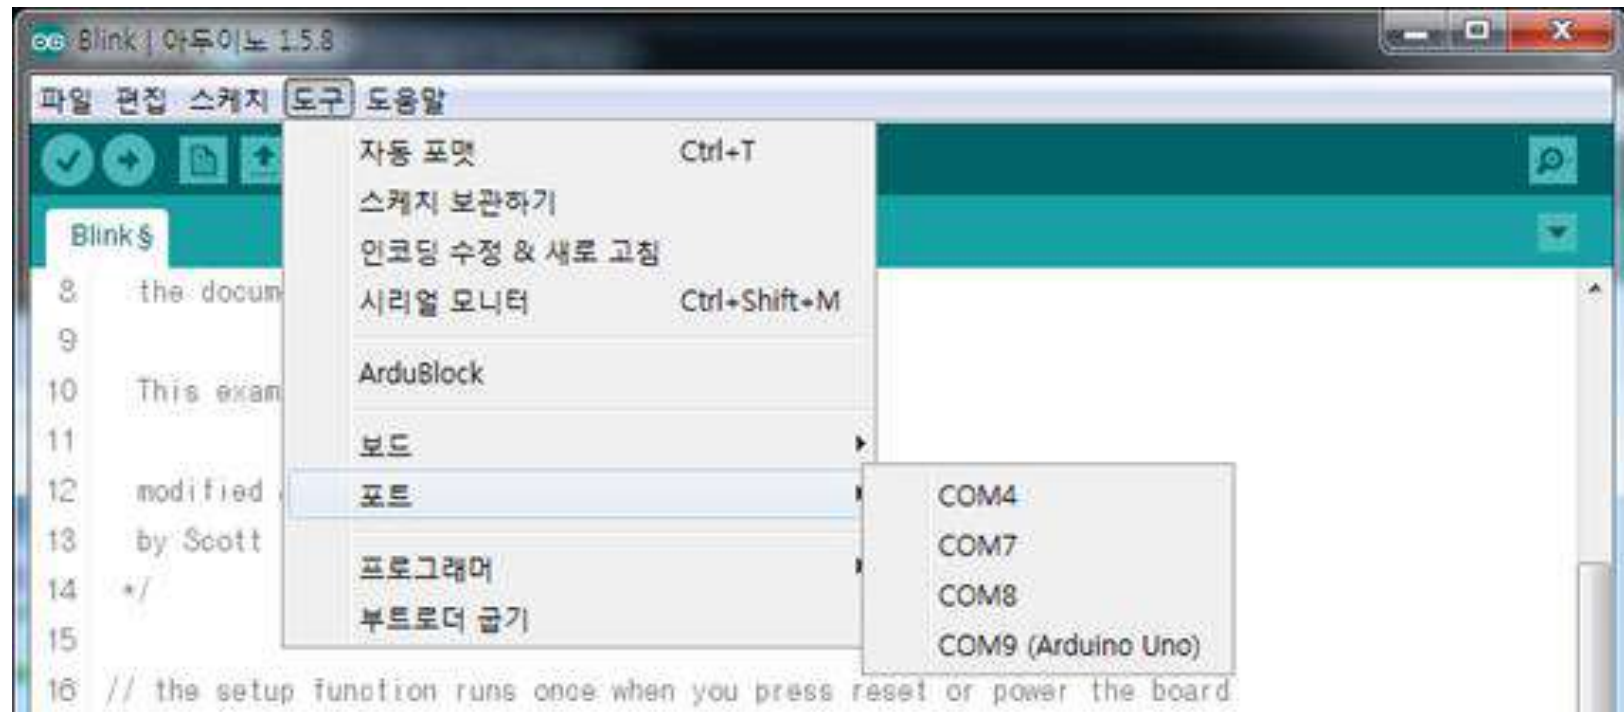 Blink | 아두이노 1.5.8
파일 편집 스케치 도구 도움말
자동 포맷 Ctrl+T
스케치 보관하기
인코딩 수정 & 새로 고침
시리얼 모니터 Ctrl+Shift+M
ArduBlock
보드
포트
프로그래머
부트로더 굽기
COM4
COM7
COM8
COM9 (Arduino Uno)
Blink §
8 the docum
9
10 This exam
11
12 modified
13 by Scott
14 */
15
16 // the setup function runs once when you press reset or power the board